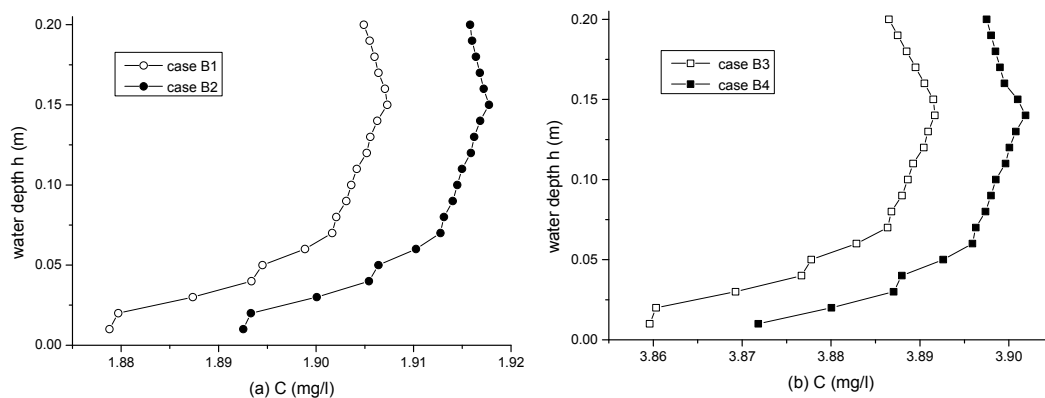 0.20
0.15
0.10
0.05
0.00
water depth h (m)
case B1
case B2
1.88
1.89
1.90
1.91
1.92
(a) C (mg/l)
0.20
0.15
0.10
0.05
0.00
water depth h (m)
case B3
case B4
3.86
3.87
3.88
3.89
3.90
(b) C (mg/l)